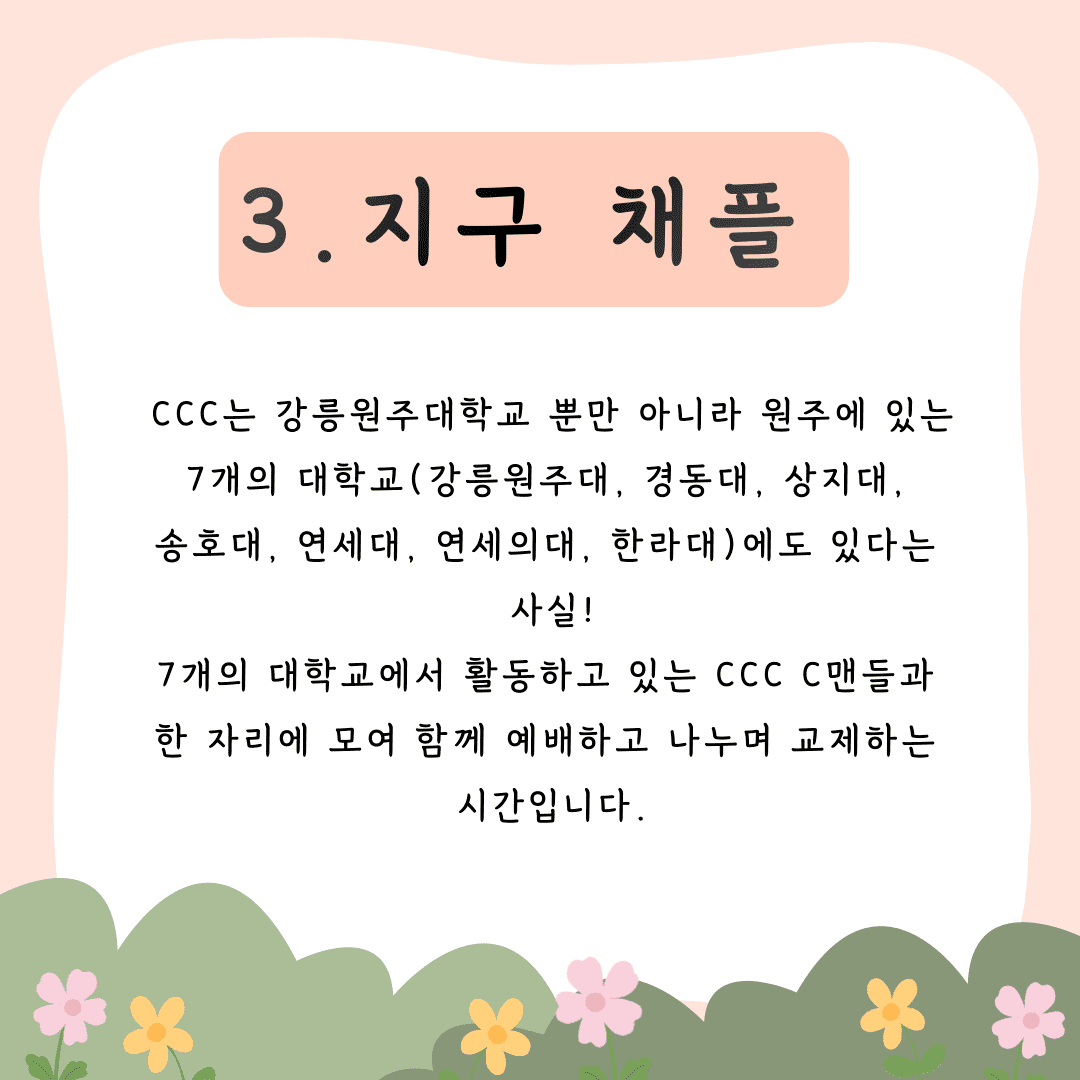 3.지구 채플
CCC는 강릉원주대학교 뿐만 아니라 원주에 있는
7개의 대학교(강릉원주대, 경동대, 상지대,
송호대, 연세대, 연세의대, 한라대)에도 있다는
사실!
7개의 대학교에서 활동하고 있는 CCC C맨들과
한 자리에 모여 함께 예배하고 나누며 교제하는
시간입니다.